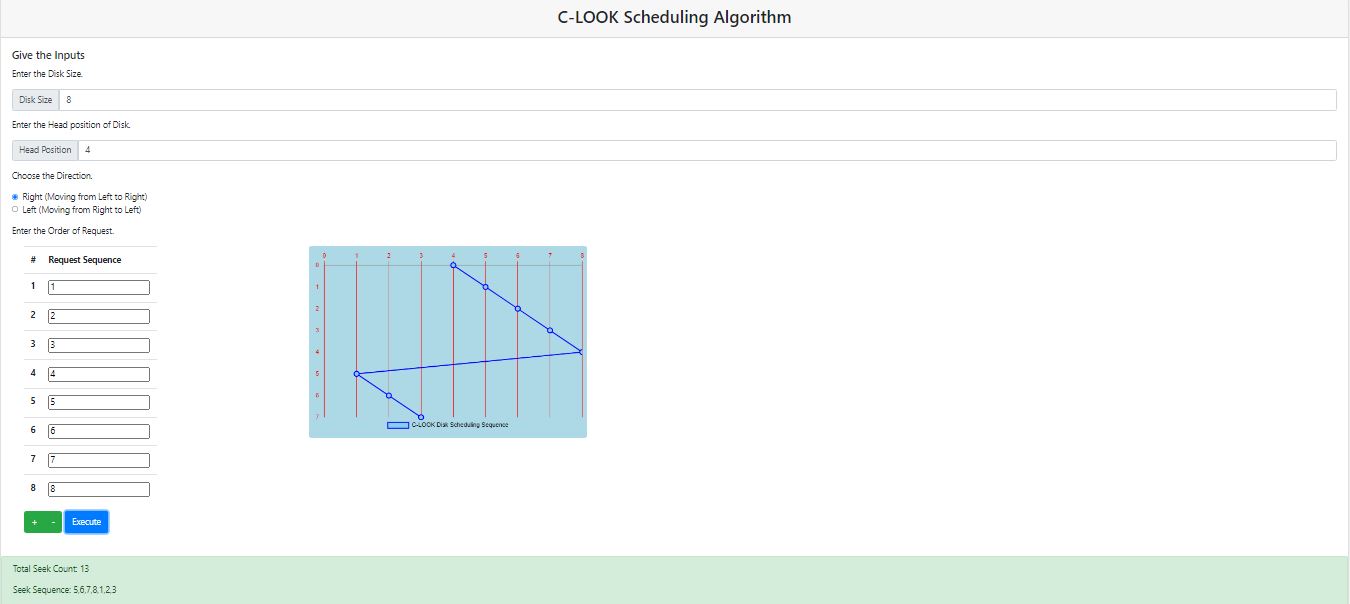 C-LOOK Scheduling Algorithm
Give the Inputs
Enter the Disk Size.
Disk Size 8
Enter the Head position of Disk.
Head Position 4
Choose the Direction.
Right (Moving from Left to Right)
Left (Moving from Right to Left)
Enter the Order of Request.
# Request Sequence
1 1
2 2
3 3
4 4
5 5
6 6
7 7
8 8
+ - Execute
0 1 2 3 4 5 6 7 8
0
1
2
3
4
5
6
7
C-LOOK Disk Scheduling Sequence
Total Seek Count: 13
Seek Sequence: 5,6,7,8,1,2,3